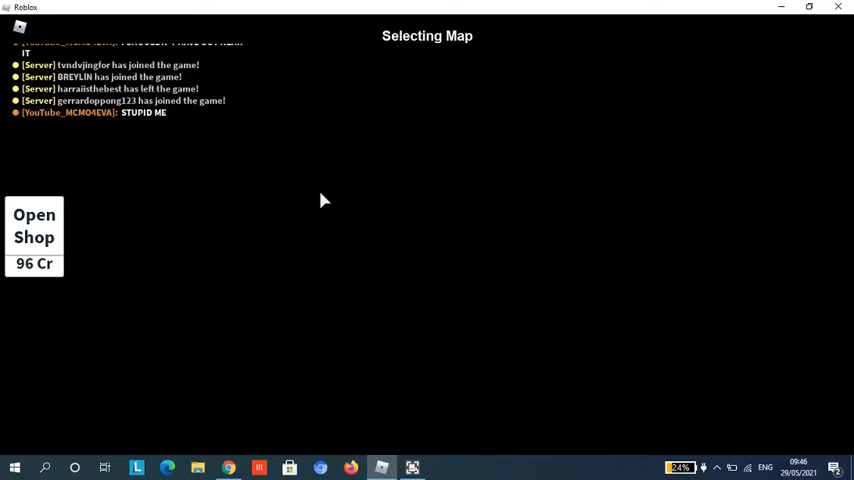 Roblox
Selecting Map
IT
[Server] tvndvjingfor has joined the game!
[Server] BREYLIN has joined the game!
[Server] harraiisthebest has left the game!
[Server] gerrardoppong123 has joined the game!
[YouTube_MCMO4EVA]: STUPID ME
Open
Shop
96 Cr
L
24%
ENG
09:46
29/05/2021
2